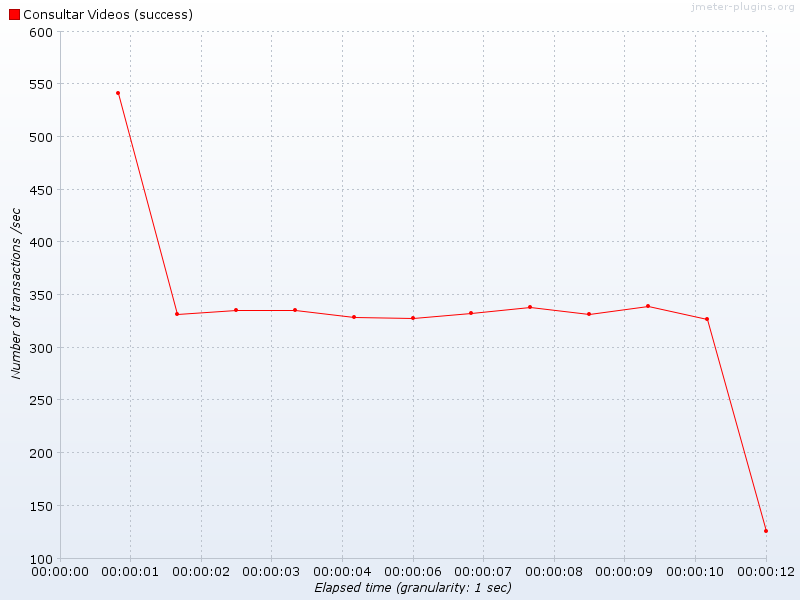 jmeter-plugins.org
Consultar Videos (success)
600
550
500
450
400
350
300
250
200
150
100
Number of transactions /sec
00:00:00 00:00:01 00:00:02 00:00:03 00:00:04 00:00:06 00:00:07 00:00:08 00:00:09 00:00:10 00:00:12
Elapsed time (granularity: 1 sec)